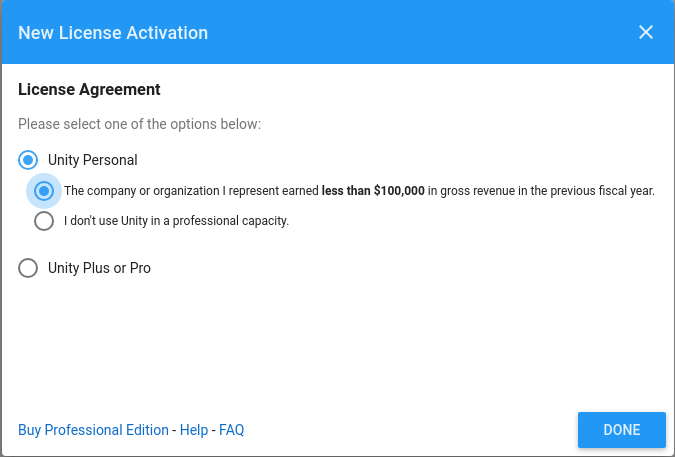 New License Activation
License Agreement
Please select one of the options below:
Unity Personal
The company or organization I represent earned less than $100,000 in gross revenue in the previous fiscal year.
I don't use Unity in a professional capacity.
Unity Plus or Pro
Buy Professional Edition - Help - FAQ
DONE